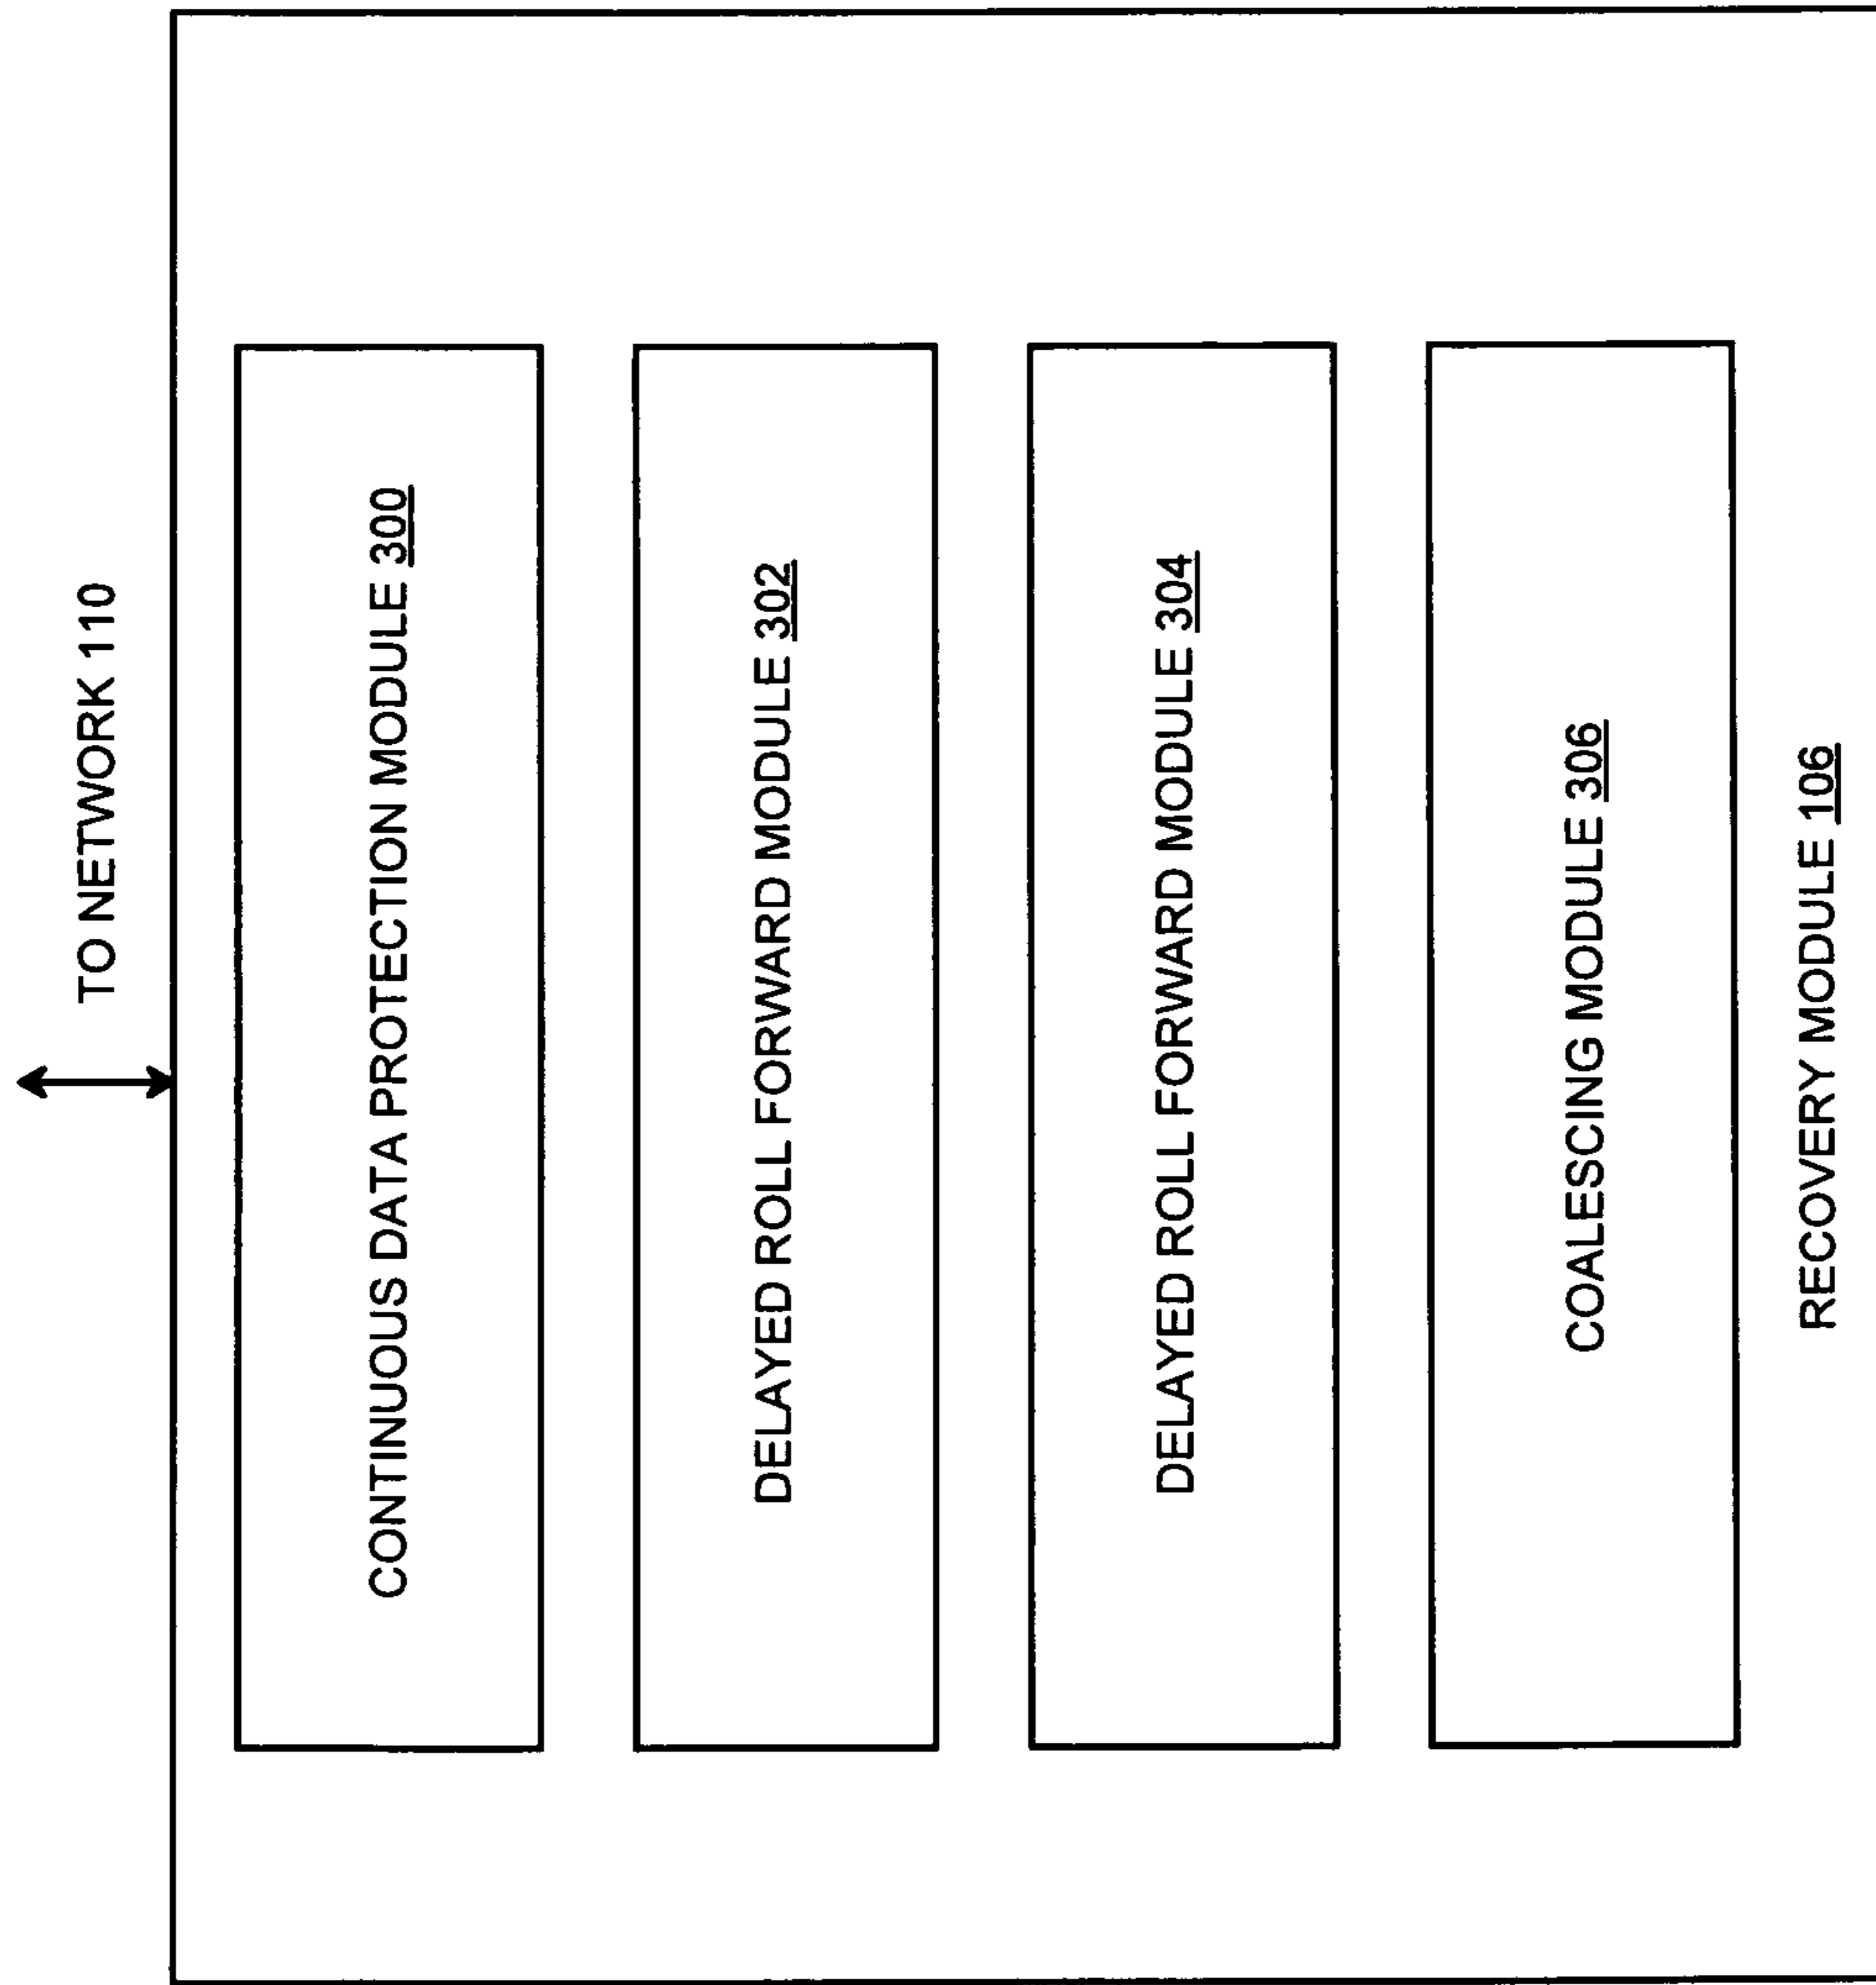 TO NETWORK 110
CONTINUOUS DATA PROTECTION MODULE 300
DELAYED ROLL FORWARD MODULE 302
DELAYED ROLL FORWARD MODULE 304
COALESCING MODULE 306
RECOVERY MODULE 106